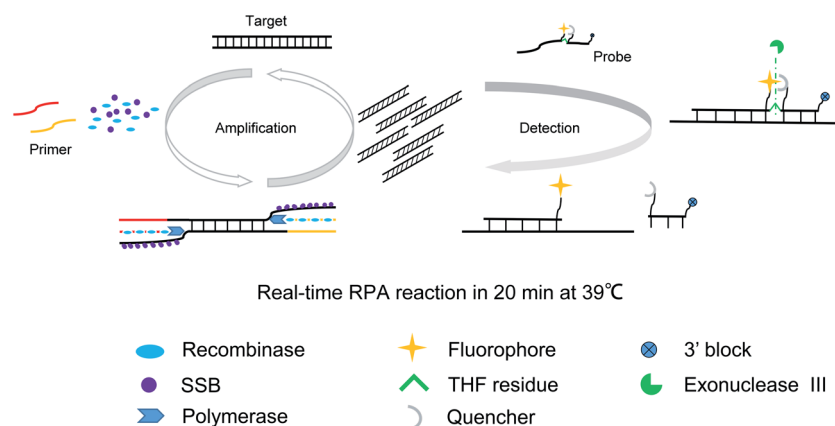 Target
Probe
Primer
Amplification
Detection
Real-time RPA reaction in 20 min at 39℃
Recombinase
Fluorophore
3' block
SSB
THF residue
Exonuclease III
Polymerase
Quencher